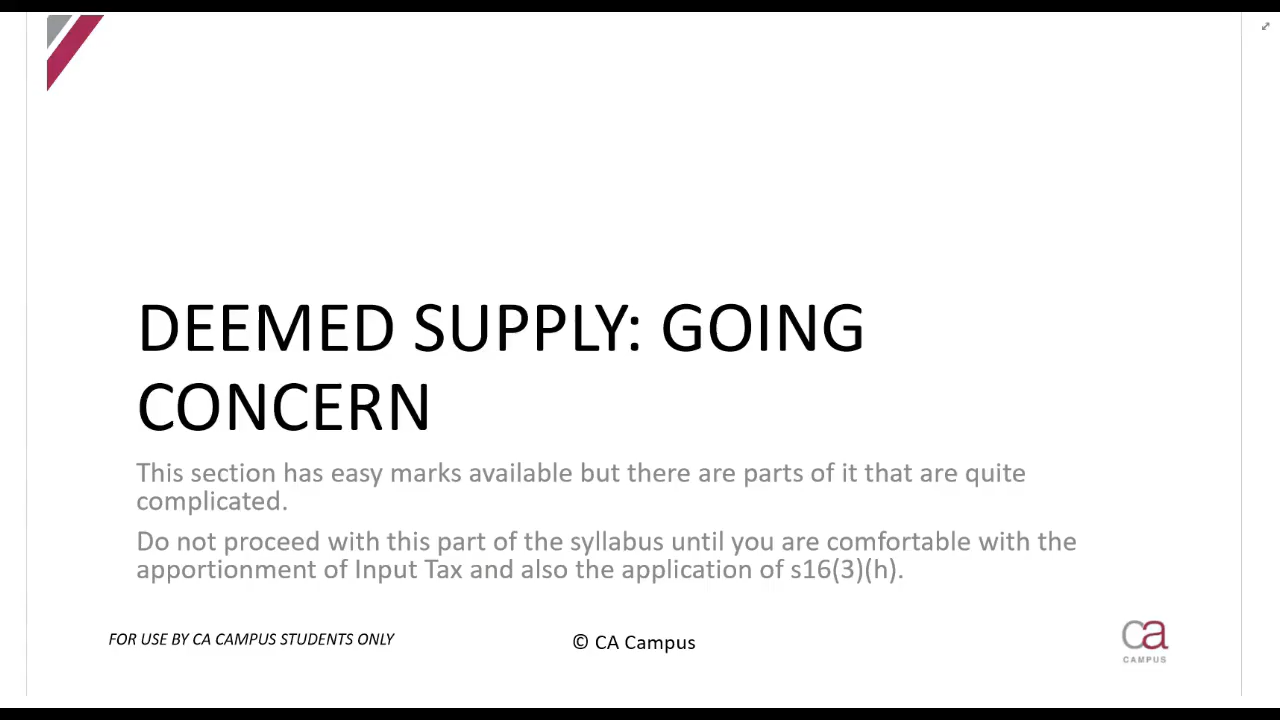 DEEMED SUPPLY: GOING
CONCERN
This section has easy marks available but there are parts of it that are quite
complicated.
Do not proceed with this part of the syllabus until you are comfortable with the
apportionment of Input Tax and also the application of s16(3)(h).
FOR USE BY CA CAMPUS STUDENTS ONLY
© CA Campus
ca
CAMPUS